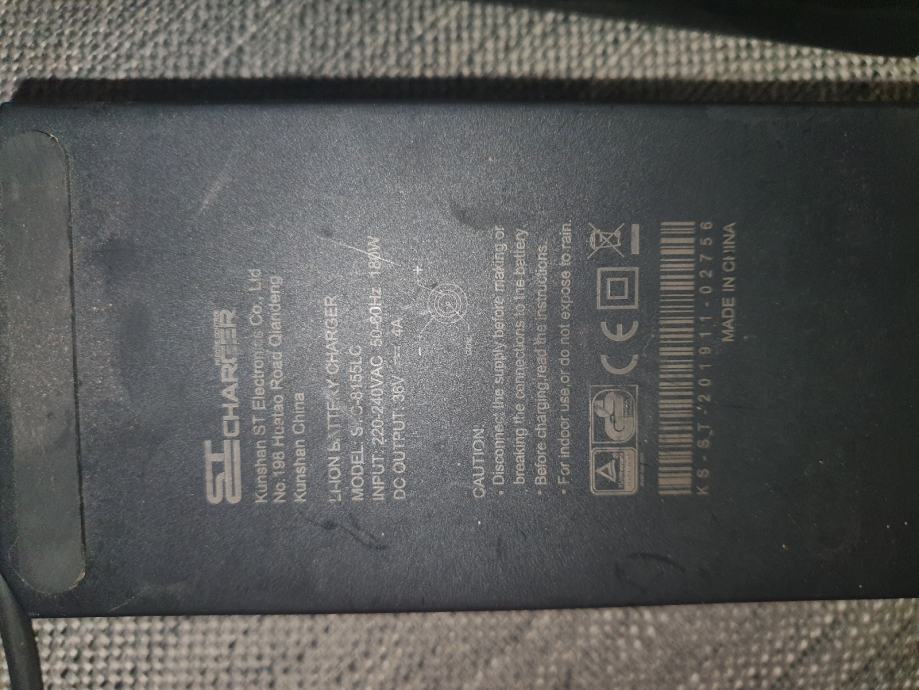 ST CHARGER
Kunshan ST Electronic Co., Ltd
No.198 Huatao Road Qiandeng
Kunshan China
LI-ION BATTERY CHARGER
MODEL: STC-8155LC
INPUT: 220-240VAC 50-60Hz 180W
DC OUTPUT: 36V ⎓ 4A
- +
CAUTION:
• Disconnect the supply before making or
breaking the connections to the battery
• Before charging,read the instructions.
• For indoor use,or do not expose to rain.
CE
KS-ST-201911-02756
MADE IN CHINA